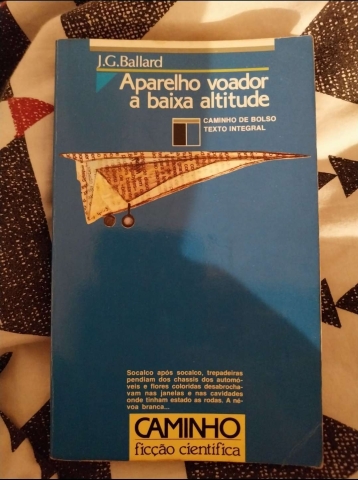 J.G.Ballard
Aparelho voador
a baixa altitude
CAMINHO DE BOLSO
TEXTO INTEGRAL
Socalco após socalco, trepadeiras
pendiam dos chassis dos automó-
veis e flores coloridas desabrocha-
vam nas janelas e nas cavidades
onde tinham estado as rodas. A né-
voa branca...
CAMINHO
ficção científica